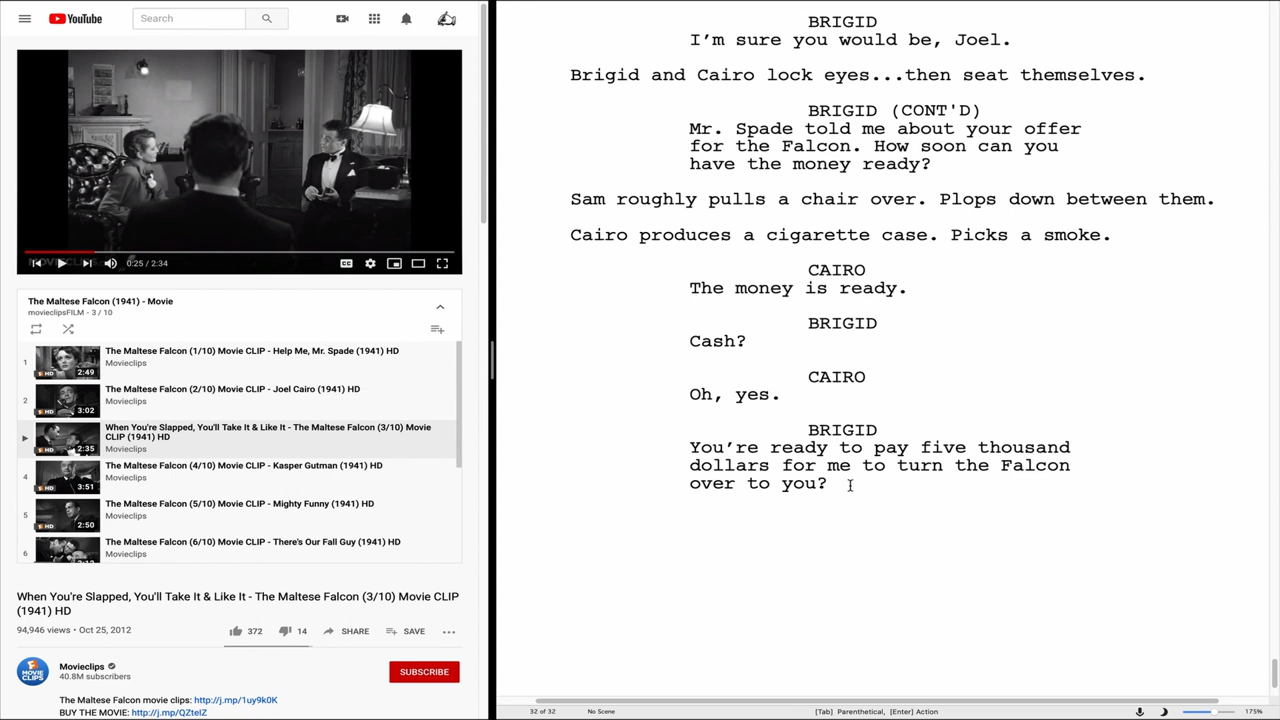 YouTube
Search
0:25 / 2:34
The Maltese Falcon (1941) - Movie
movieclipsFILM - 3 / 10
1
HD
2:49
The Maltese Falcon (1/10) Movie CLIP - Help Me, Mr. Spade (1941) HD
Movieclips
2
HD
3:02
The Maltese Falcon (2/10) Movie CLIP - Joel Cairo (1941) HD
Movieclips
HD
2:35
When You're Slapped, You'll Take It & Like It - The Maltese Falcon (3/10) Movie
CLIP (1941) HD
Movieclips
4
HD
3:51
The Maltese Falcon (4/10) Movie CLIP - Kasper Gutman (1941) HD
Movieclips
5
HD
2:50
The Maltese Falcon (5/10) Movie CLIP - Mighty Funny (1941) HD
Movieclips
6
HD
The Maltese Falcon (6/10) Movie CLIP - There's Our Fall Guy (1941) HD
Movieclips
When You're Slapped, You'll Take It & Like It - The Maltese Falcon (3/10) Movie CLIP
(1941) HD
94,946 views • Oct 25, 2012
372
14
SHARE
SAVE
MOVIE
CLIPS
Movieclips
40.8M subscribers
SUBSCRIBE
The Maltese Falcon movie clips: http://j.mp/1uy9k0K
BUY THE MOVIE: http://j.mp/QZteIZ
BRIGID
I’m sure you would be, Joel.
Brigid and Cairo lock eyes...then seat themselves.
BRIGID (CONT'D)
Mr. Spade told me about your offer
for the Falcon. How soon can you
have the money ready?
Sam roughly pulls a chair over. Plops down between them.
Cairo produces a cigarette case. Picks a smoke.
CAIRO
The money is ready.
BRIGID
Cash?
CAIRO
Oh, yes.
BRIGID
You’re ready to pay five thousand
dollars for me to turn the Falcon
over to you?
32 of 32
No Scene
[Tab] Parenthetical, [Enter] Action
175%